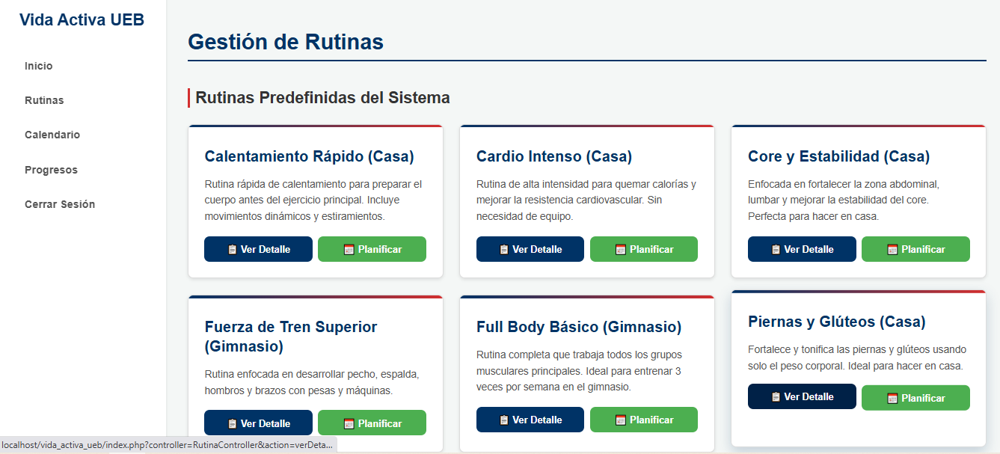 Vida Activa UEB
Inicio
Rutinas
Calendario
Progresos
Cerrar Sesión
Gestión de Rutinas
Rutinas Predefinidas del Sistema
Calentamiento Rápido (Casa)
Rutina rápida de calentamiento para preparar el
cuerpo antes del ejercicio principal. Incluye
movimientos dinámicos y estiramientos.
Ver Detalle
Planificar
Cardio Intenso (Casa)
Rutina de alta intensidad para quemar calorías y
mejorar la resistencia cardiovascular. Sin
necesidad de equipo.
Ver Detalle
Planificar
Core y Estabilidad (Casa)
Enfocada en fortalecer la zona abdominal,
lumbar y mejorar la estabilidad del core.
Perfecta para hacer en casa.
Ver Detalle
Planificar
Fuerza de Tren Superior
(Gimnasio)
Rutina enfocada en desarrollar pecho, espalda,
hombros y brazos con pesas y máquinas.
Ver Detalle
Planificar
Full Body Básico (Gimnasio)
Rutina completa que trabaja todos los grupos
musculares principales. Ideal para entrenar 3
veces por semana en el gimnasio.
Ver Detalle
Planificar
Piernas y Glúteos (Casa)
Fortalece y tonifica las piernas y glúteos usando
solo el peso corporal. Ideal para hacer en casa.
Ver Detalle
Planificar
localhost/vida_activa_ueb/index.php?controller=RutinaController&action=verDeta...